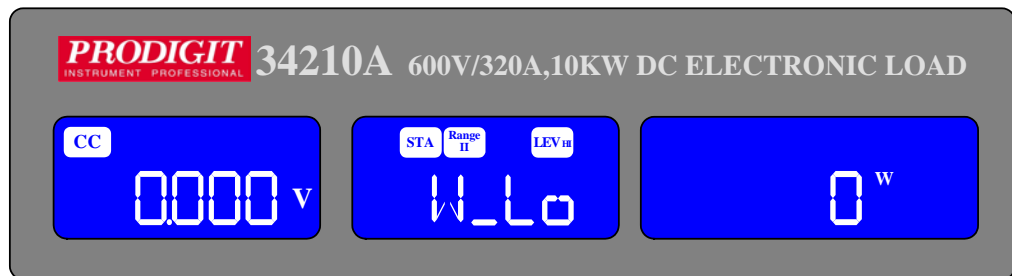 PRODIGIT
INSTRUMENT PROFESSIONAL
34210A 600V/320A,10KW DC ELECTRONIC LOAD
CC
0.000 V
STA Range II LEV HI
W_Lo
0 W